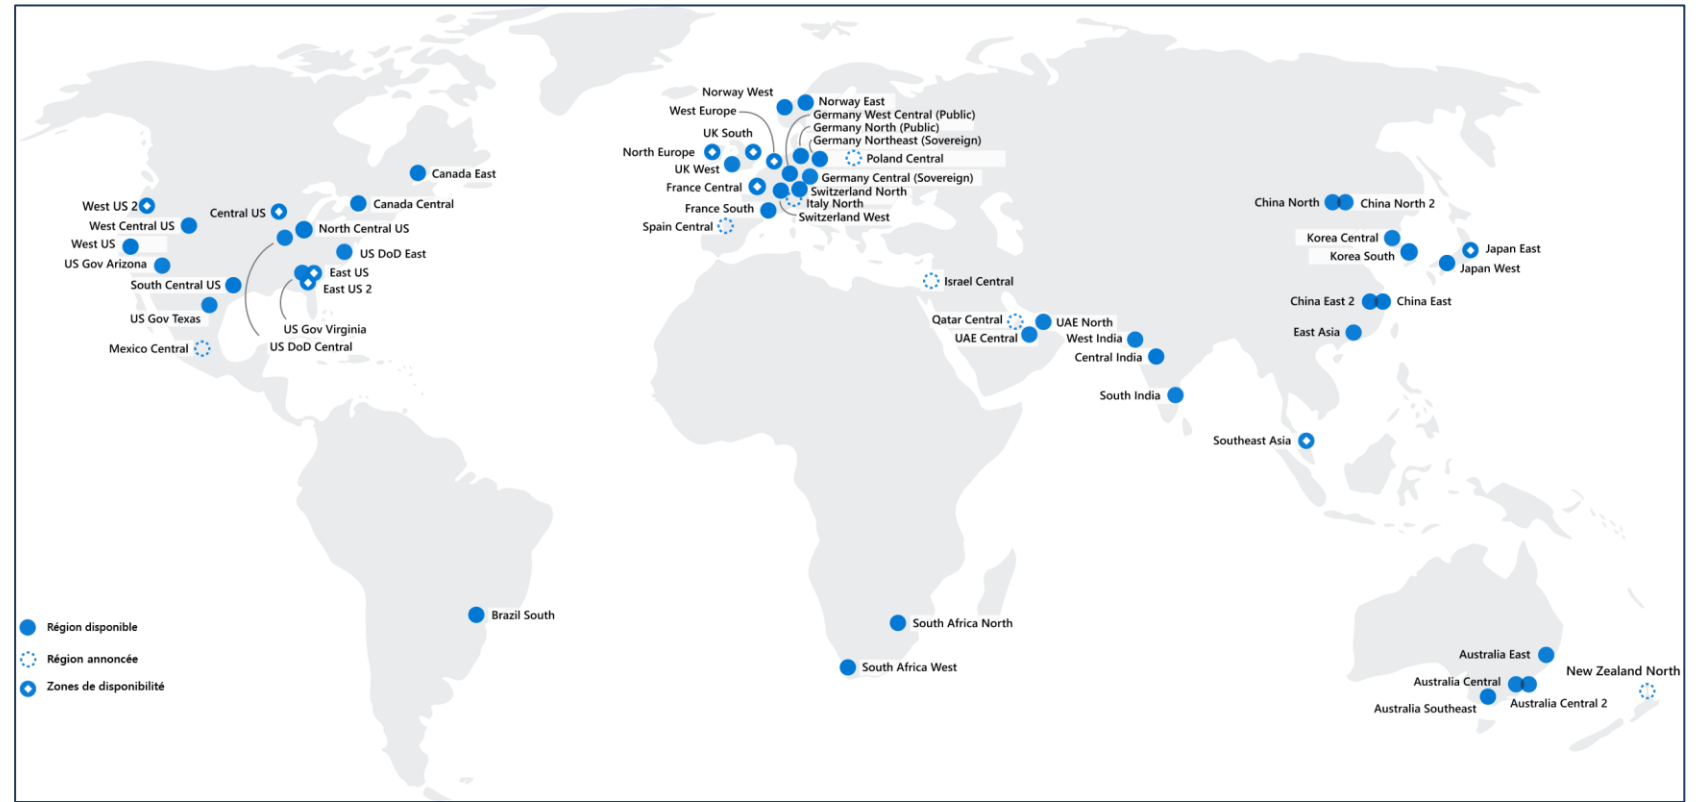 Norway West
Norway East
West Europe
Germany West Central (Public)
Germany North (Public)
UK South
Germany Northeast (Sovereign)
North Europe
Poland Central
UK West
Canada East
Germany Central (Sovereign)
France Central
Switzerland North
West US 2
Central US
Canada Central
Italy North
China North
China North 2
France South
Switzerland West
West Central US
North Central US
Spain Central
Korea Central
West US
US DoD East
Japan East
Korea South
US Gov Arizona
East US
Japan West
South Central US
East US 2
Israel Central
China East 2
China East
US Gov Texas
Qatar Central
UAE North
US Gov Virginia
East Asia
UAE Central
West India
US DoD Central
Mexico Central
Central India
South India
Southeast Asia
Brazil South
South Africa North
Région disponible
Australia East
Région annoncée
South Africa West
New Zealand North
Australia Central
Zones de disponibilité
Australia Central 2
Australia Southeast